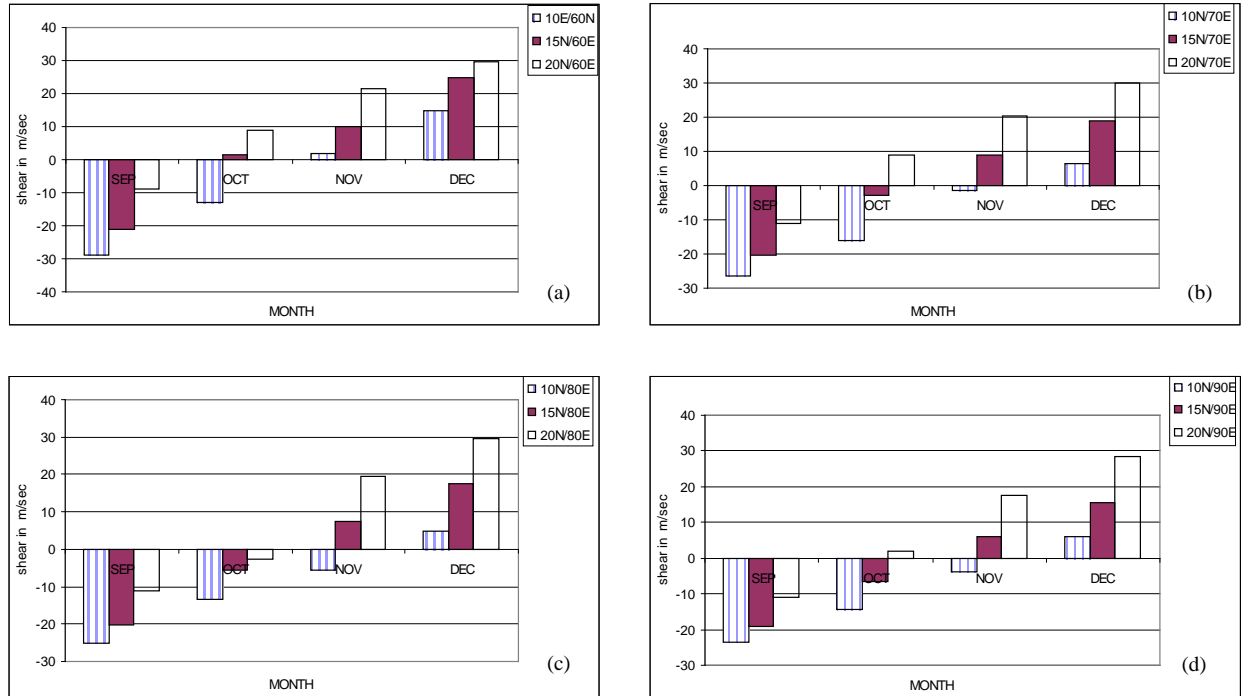 40
30
20
10
0
-10
-20
-30
-40
shear in m/sec
SEP
OCT
NOV
DEC
MONTH
10E/60N
15N/60E
20N/60E
(a)
40
30
20
10
0
-10
-20
-30
shear in m/sec
SEP
OCT
NOV
DEC
MONTH
10N/70E
15N/70E
20N/70E
(b)
40
30
20
10
0
-10
-20
-30
shear in m/sec
SEP
OCT
NOV
DEC
MONTH
10N/80E
15N/80E
20N/80E
(c)
40
30
20
10
0
-10
-20
-30
shear in m/sec
SEP
OCT
NOV
DEC
MONTH
10N/90E
15N/90E
20N/90E
(d)